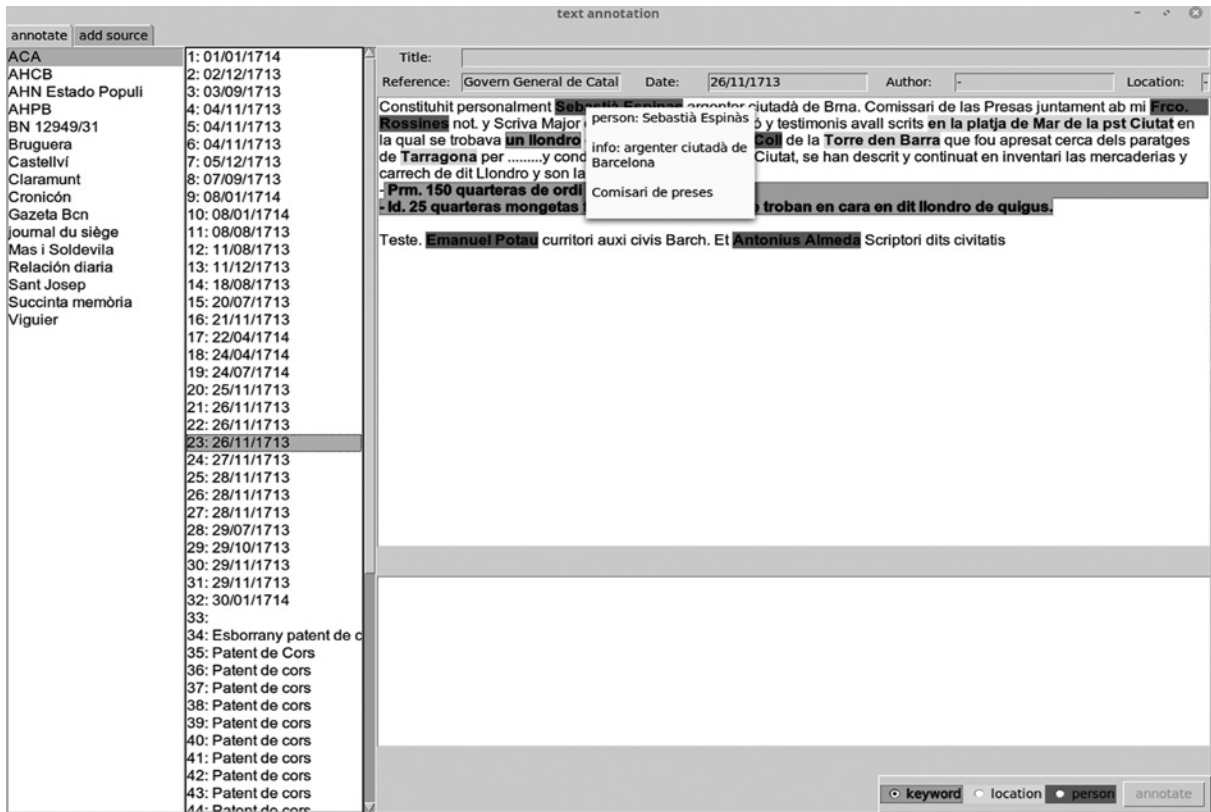 text annotation
annotate add source
ACA
AHCB
AHN Estado Populi
AHPB
BN 12949/31
Bruguera
Castellví
Claramunt
Cronicón
Gazeta Bcn
journal du siège
Mas i Soldevila
Relación diaria
Sant Josep
Succinta memòria
Viguier
1: 01/01/1714
2: 02/12/1713
3: 03/09/1713
4: 04/11/1713
5: 04/11/1713
6: 04/11/1713
7: 05/12/1713
8: 07/09/1713
9: 08/01/1714
10: 08/01/1714
11: 08/08/1713
12: 11/08/1713
13: 11/12/1713
14: 18/08/1713
15: 20/07/1713
16: 21/11/1713
17: 22/04/1714
18: 24/04/1714
19: 24/07/1714
20: 25/11/1713
21: 26/11/1713
22: 26/11/1713
23: 26/11/1713
24: 27/11/1713
25: 28/11/1713
26: 28/11/1713
27: 28/11/1713
28: 29/07/1713
29: 29/10/1713
30: 29/11/1713
31: 29/11/1713
32: 30/01/1714
33:
34: Esborrany patent de c
35: Patent de Cors
36: Patent de cors
37: Patent de cors
38: Patent de cors
39: Patent de cors
40: Patent de cors
41: Patent de cors
42: Patent de cors
43: Patent de cors
44: Patent de cors
Title:
Reference: Govern General de Catal Date: 26/11/1713 Author: - Location: -
Constituhit personalment Sebastià Espinas argenter ciutadà de Brna. Comissari de las Presas juntament ab mi Frco.
Rossines not. y Scriva Major ó y testimonis avall scrits en la platja de Mar de la pst Ciutat en
la qual se trobava un llondro Coll de la Torre den Barra que fou apresat cerca dels paratges
de Tarragona per .........y cond Ciutat, se han descrit y continuat en inventari las mercaderias y
carrech de dit Llondro y son la
- Prm. 150 quarteras de ordi
- Id. 25 quarteras mongetas troban en cara en dit llondro de quigus.
Teste. Emanuel Potau curritori auxi civis Barch. Et Antonius Almeda Scriptori dits civitatis
person: Sebastià Espinàs
info: argenter ciutadà de
Barcelona
Comisari de preses
keyword location person annotate